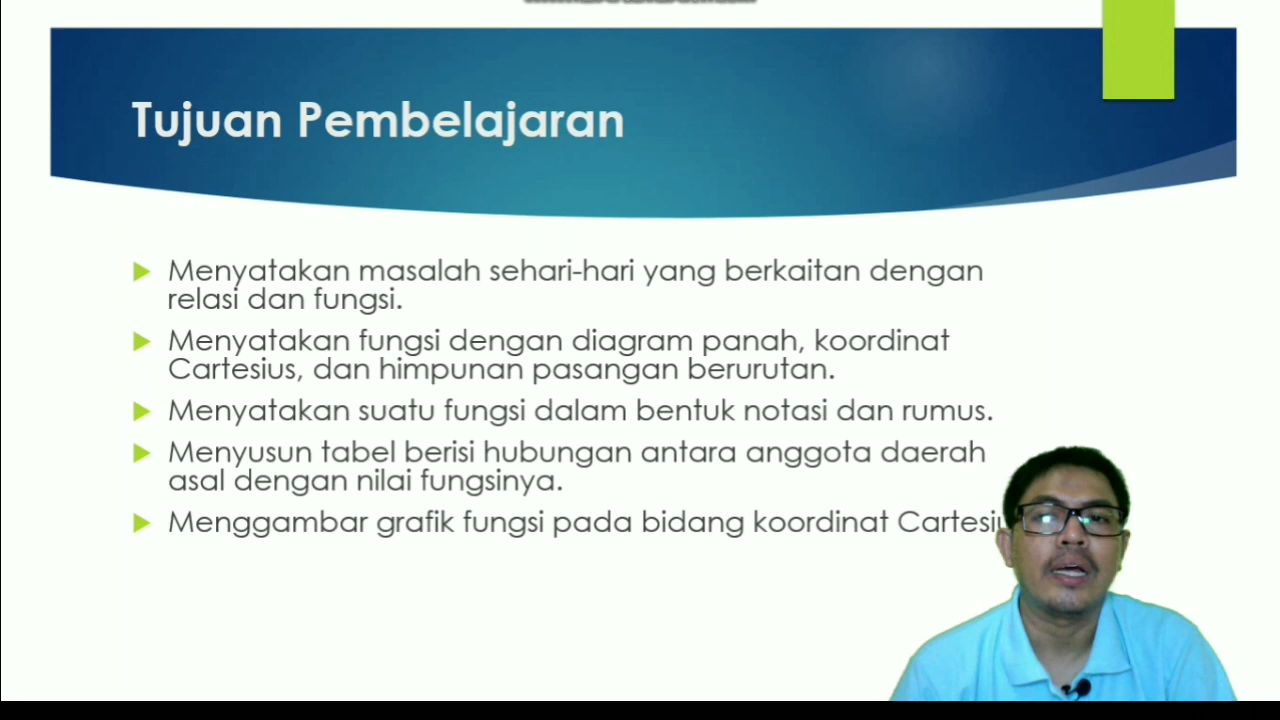 Tujuan Pembelajaran
Menyatakan masalah sehari-hari yang berkaitan dengan
relasi dan fungsi.
Menyatakan fungsi dengan diagram panah, koordinat
Cartesius, dan himpunan pasangan berurutan.
Menyatakan suatu fungsi dalam bentuk notasi dan rumus.
Menyusun tabel berisi hubungan antara anggota daerah
asal dengan nilai fungsinya.
Menggambar grafik fungsi pada bidang koordinat